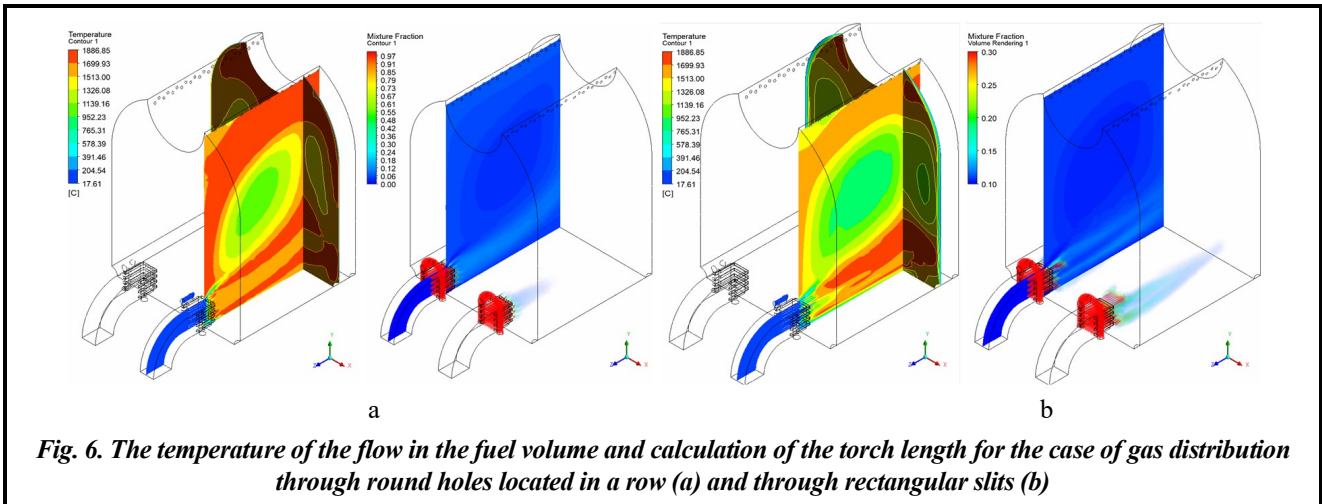 Temperature
Contour 1
1886.85
1699.93
1513.00
1326.08
1139.16
952.23
765.31
578.39
391.46
204.54
17.61
[C]
Mixture Fraction
Contour 1
0.97
0.91
0.85
0.79
0.73
0.67
0.61
0.55
0.48
0.42
0.36
0.30
0.24
0.18
0.12
0.06
0.00
Temperature
Contour 1
1886.85
1699.93
1513.00
1326.08
1139.16
952.23
765.31
578.39
391.46
204.54
17.61
[C]
Mixture Fraction
Volume Rendering 1
0.30
0.25
0.20
0.15
0.10
Y
Z
X
Y
Z
X
Y
Z
X
Y
Z
X
a
b
Fig. 6. The temperature of the flow in the fuel volume and calculation of the torch length for the case of gas distribution
through round holes located in a row (a) and through rectangular slits (b)